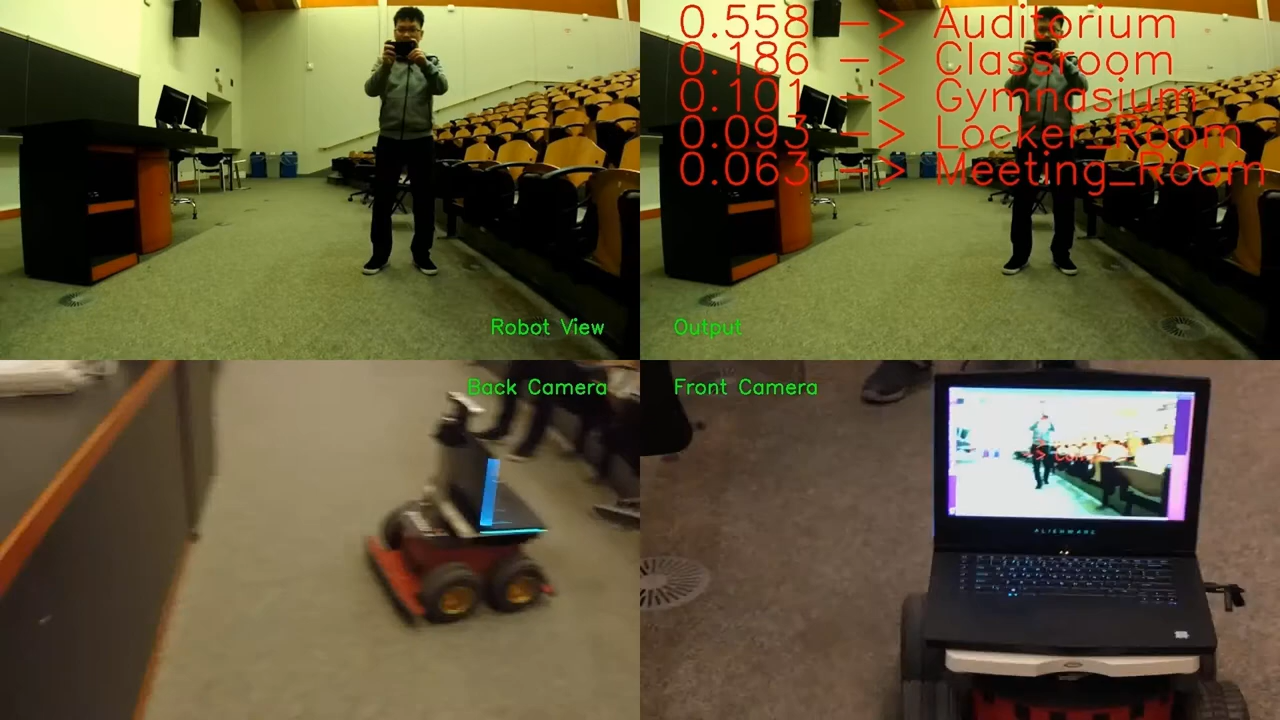 0.558 —> Auditorium
0.186 —> Classroom
0.101 —> Gymnasium
0.093 —> Locker_Room
0.063 —> Meeting_Room
Robot View
Output
Back Camera
Front Camera
ALIENWARE